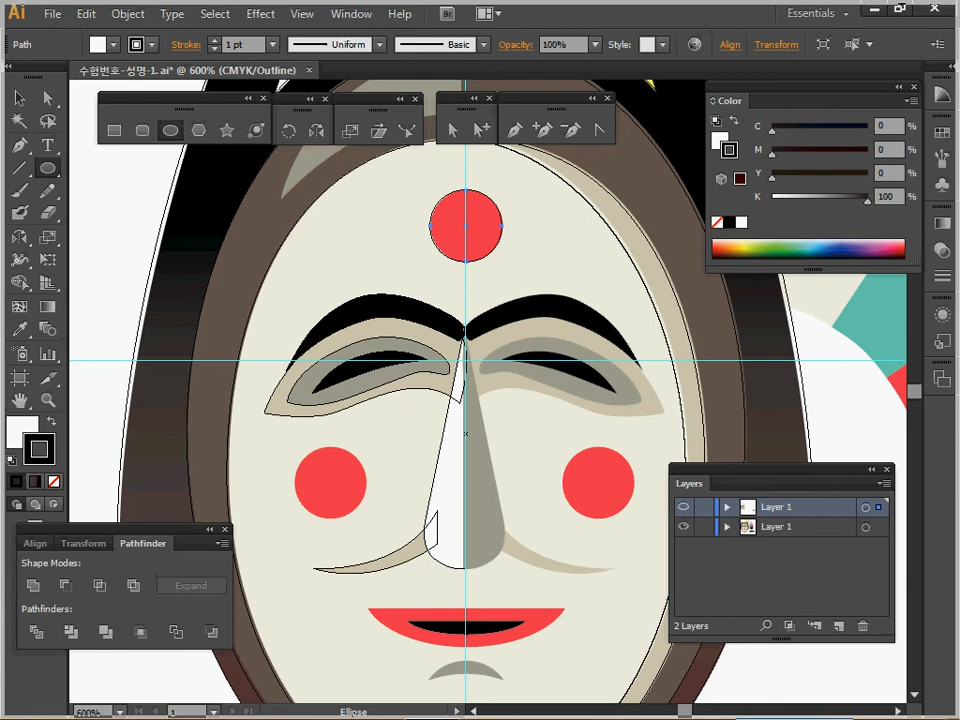 Ai File Edit Object Type Select Effect View Window Help Br Essentials
Path Stroke: 1 pt Uniform Basic Opacity: 100% Style: Align Transform
수험번호-성명-1.ai* @ 600% (CMYK/Outline)
Color
C 0 %
M 0 %
Y 0 %
K 100 %
Layers
Layer 1
Layer 1
2 Layers
Align Transform Pathfinder
Shape Modes:
Expand
Pathfinders:
600% 1 Ellipse